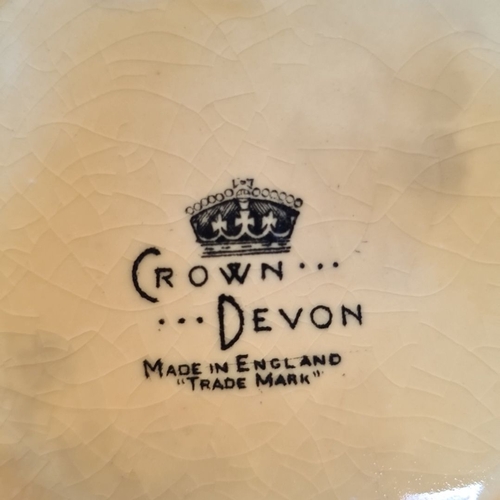 CROWN...
...DEVON
MADE IN ENGLAND
"TRADE MARK"